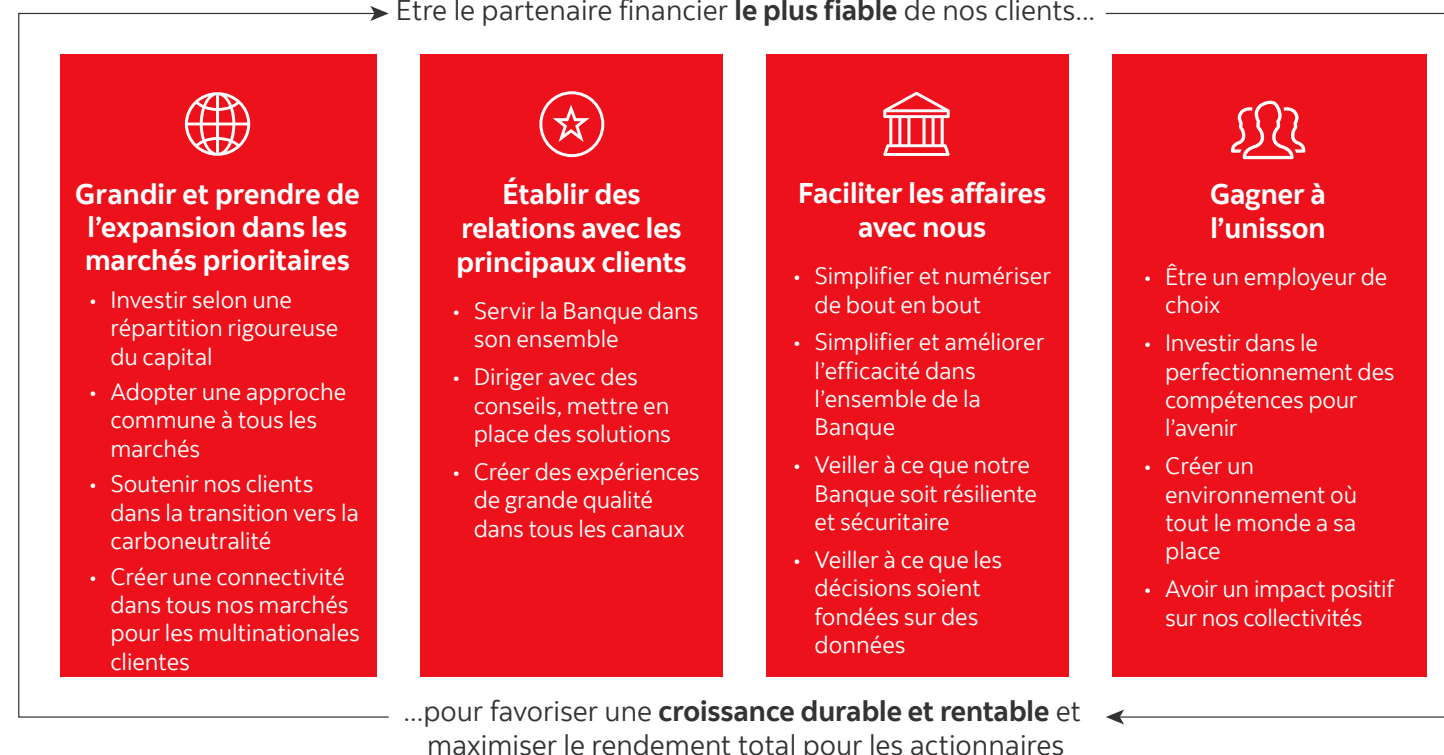 Être le partenaire financier le plus fiable de nos clients...
Grandir et prendre de
l'expansion dans les
marchés prioritaires
• Investir selon une
répartition rigoureuse
du capital
• Adopter une approche
commune à tous les
marchés
• Soutenir nos clients
dans la transition vers la
carboneutralité
• Créer une connectivité
dans tous nos marchés
pour les multinationales
clientes
Établir des
relations avec les
principaux clients
• Servir la Banque dans
son ensemble
• Diriger avec des
conseils, mettre en
place des solutions
• Créer des expériences
de grande qualité
dans tous les canaux
Faciliter les affaires
avec nous
• Simplifier et numériser
de bout en bout
• Simplifier et améliorer
l'efficacité dans
l'ensemble de la
Banque
• Veiller à ce que notre
Banque soit résiliente
et sécuritaire
• Veiller à ce que les
décisions soient
fondées sur des
données
Gagner à
l'unisson
• Être un employeur de
choix
• Investir dans le
perfectionnement des
compétences pour
l'avenir
• Créer un
environnement où
tout le monde a sa
place
• Avoir un impact positif
sur nos collectivités
...pour favoriser une croissance durable et rentable et
maximiser le rendement total pour les actionnaires